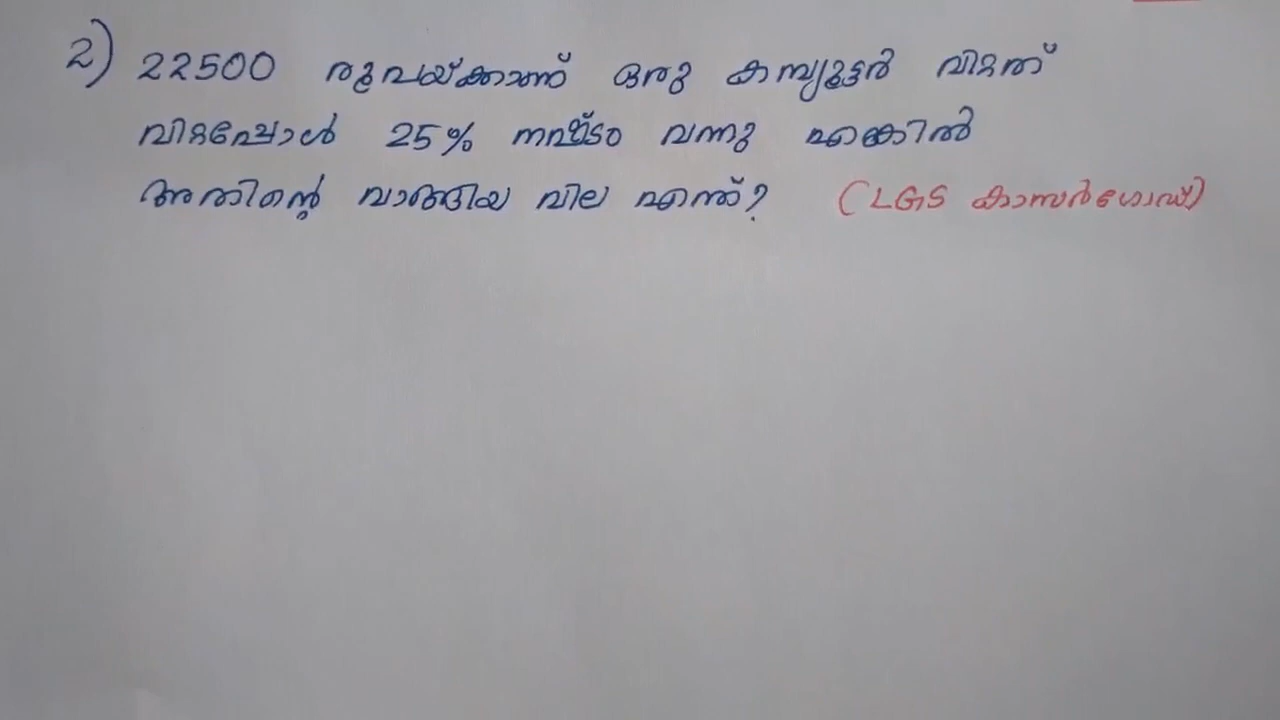 2) 22500 രൂപയ്ക്കാണ് ഒരു കമ്പ്യൂട്ടർ വിറ്റത്
വിറ്റപ്പോൾ 25% നഷ്ടം വന്നു എങ്കിൽ
അതിന്റെ വാങ്ങിയ വില എന്ത്? (LGS കാസർഗോഡ്)